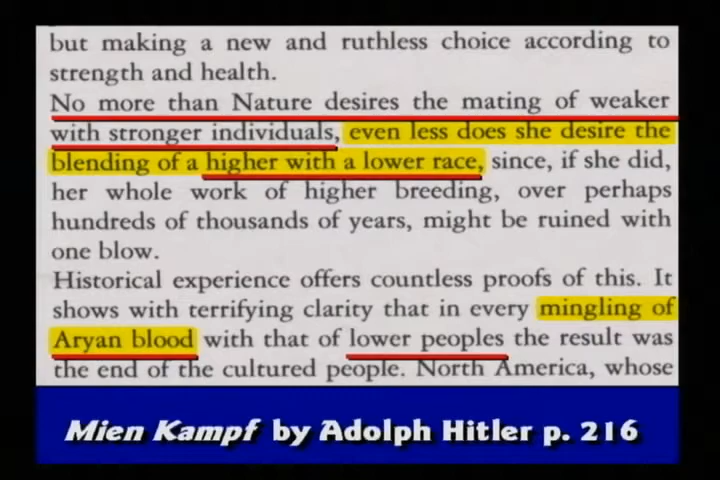 but making a new and ruthless choice according to
strength and health.
No more than Nature desires the mating of weaker
with stronger individuals, even less does she desire the
blending of a higher with a lower race, since, if she did,
her whole work of higher breeding, over perhaps
hundreds of thousands of years, might be ruined with
one blow.
Historical experience offers countless proofs of this. It
shows with terrifying clarity that in every mingling of
Aryan blood with that of lower peoples the result was
the end of the cultured people. North America, whose
Mien Kampf by Adolph Hitler p. 216